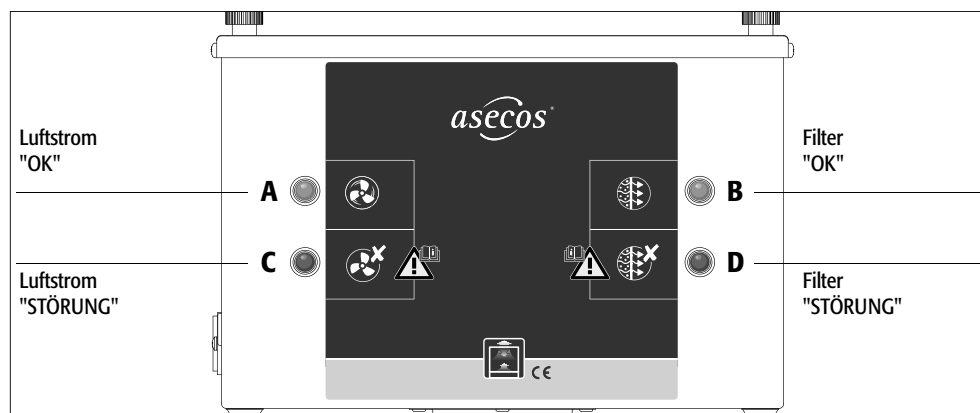 asecos
Luftstrom
"OK"
Filter
"OK"
A
B
C
D
Luftstrom
"STÖRUNG"
Filter
"STÖRUNG"
CE